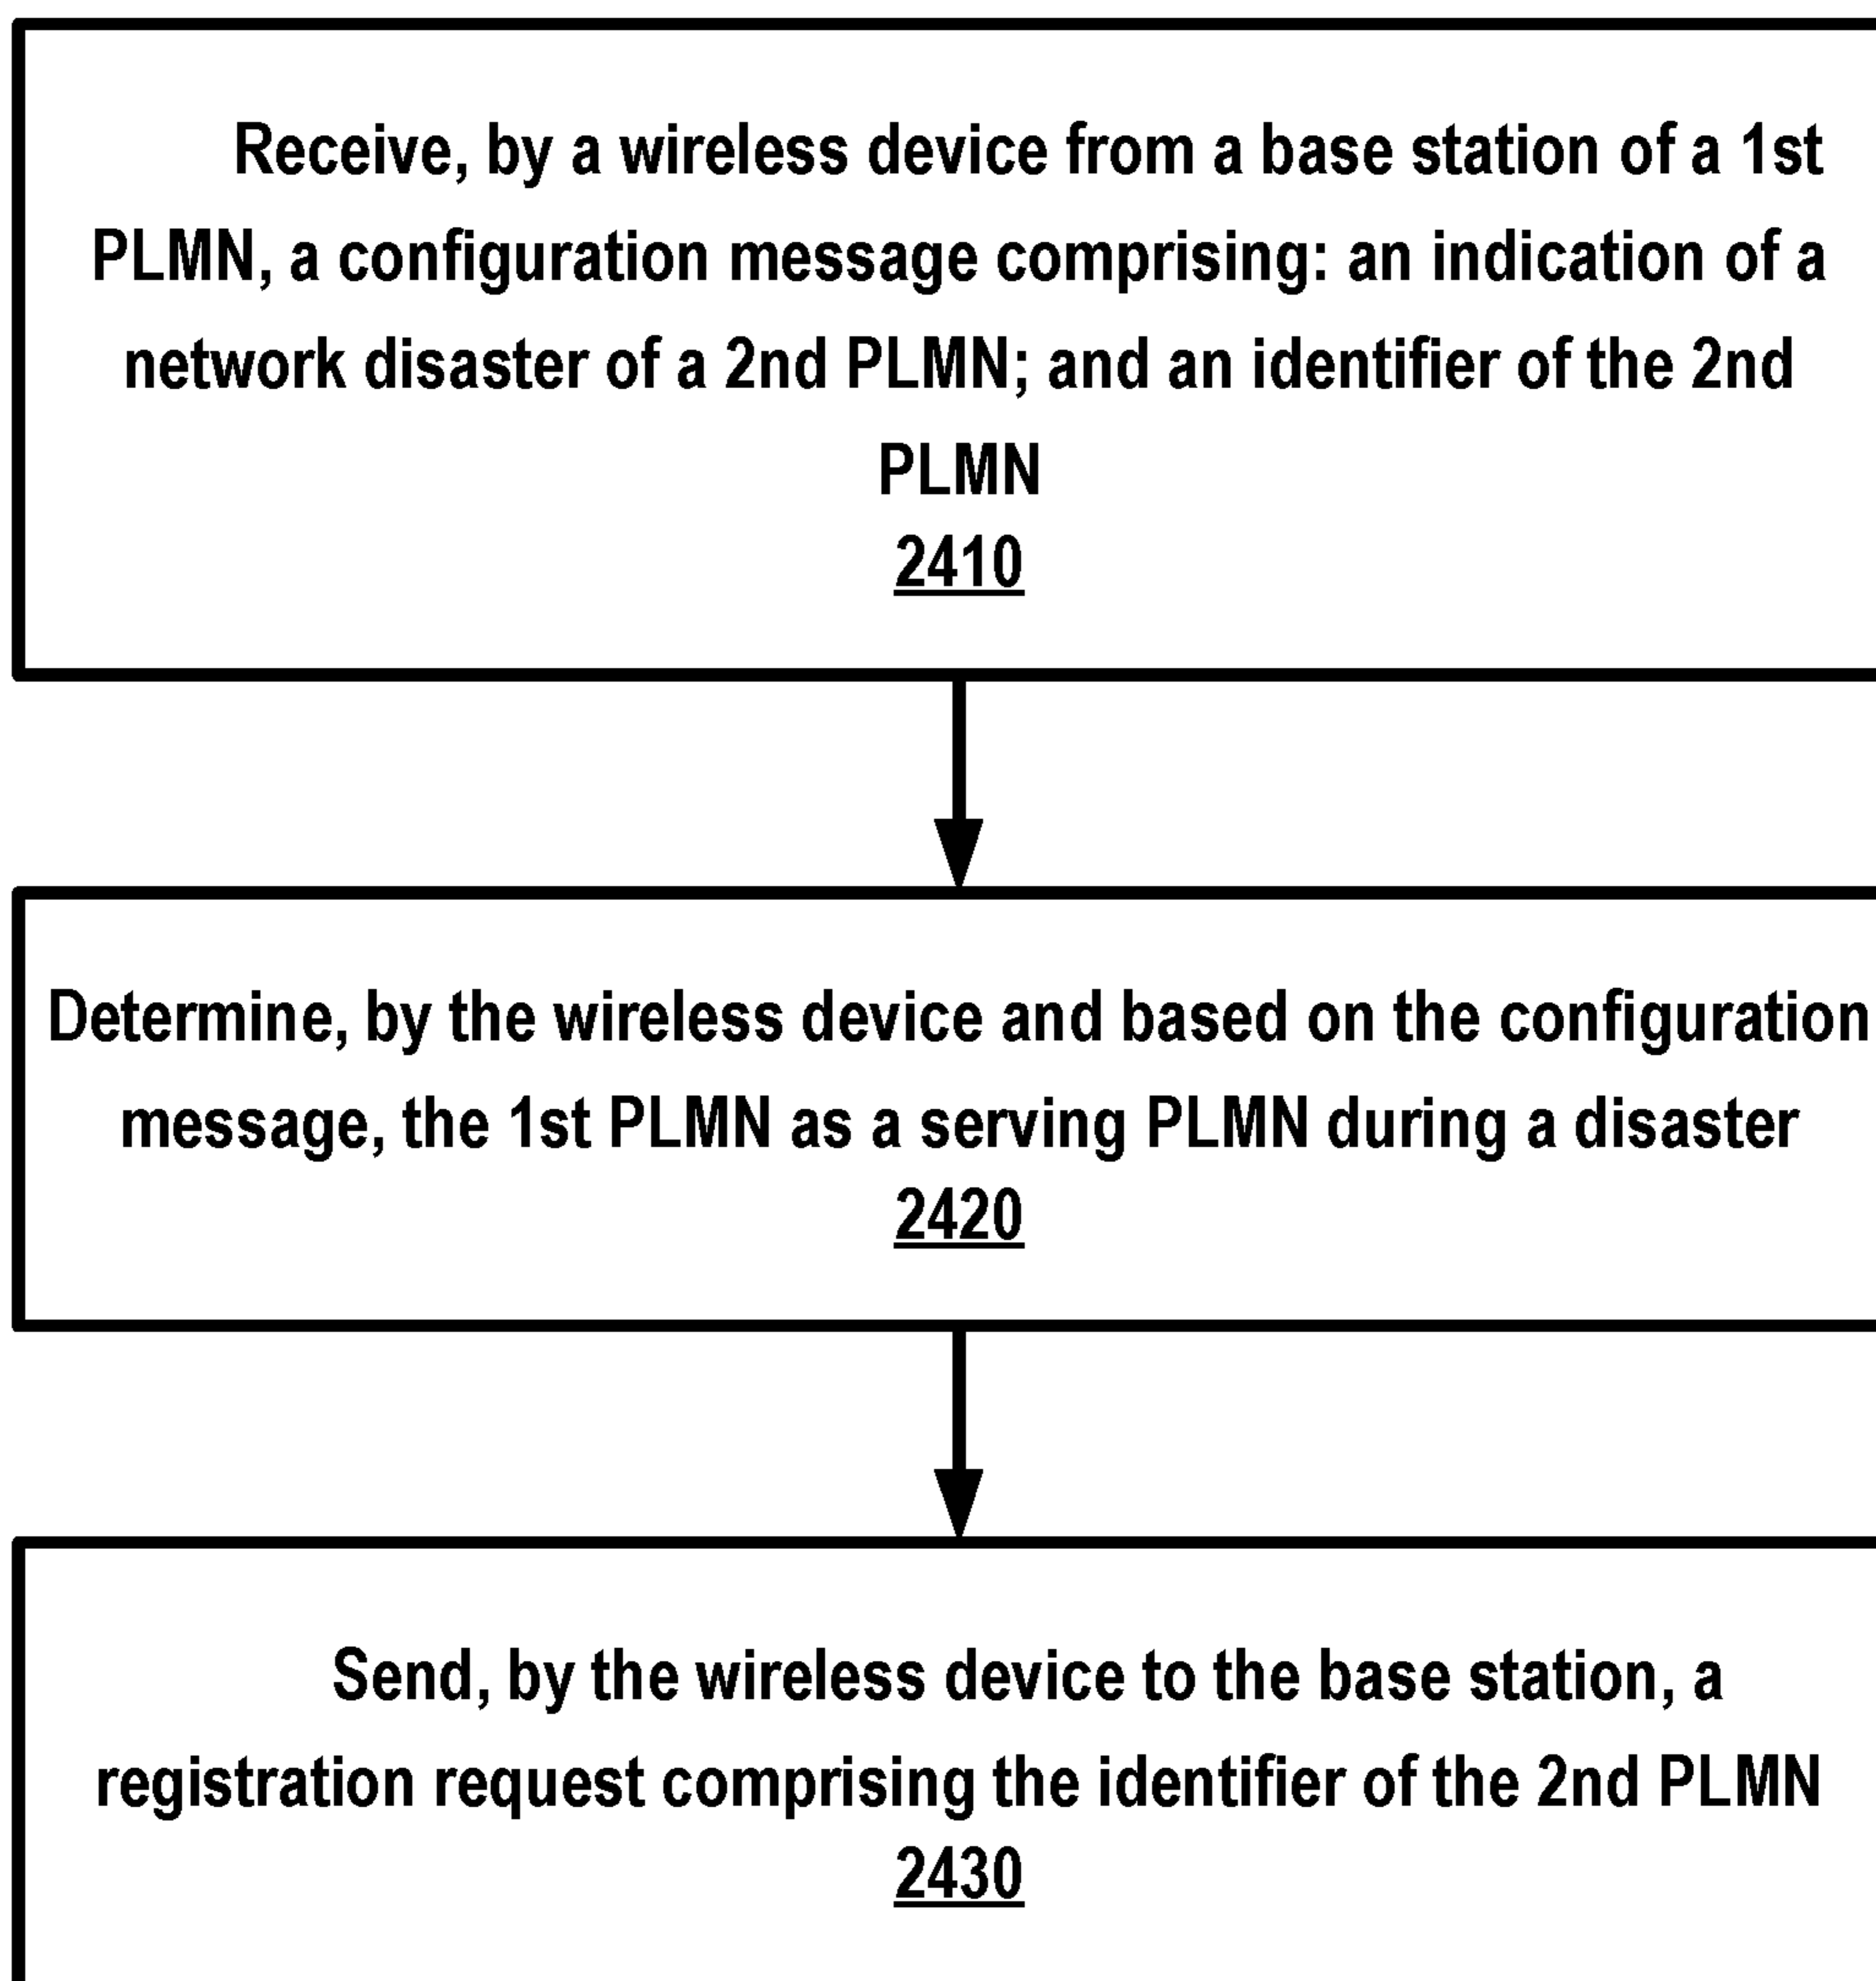 Receive, by a wireless device from a base station of a 1st
PLMN, a configuration message comprising: an indication of a
network disaster of a 2nd PLMN; and an identifier of the 2nd
PLMN
2410
Determine, by the wireless device and based on the configuration
message, the 1st PLMN as a serving PLMN during a disaster
2420
Send, by the wireless device to the base station, a
registration request comprising the identifier of the 2nd PLMN
2430